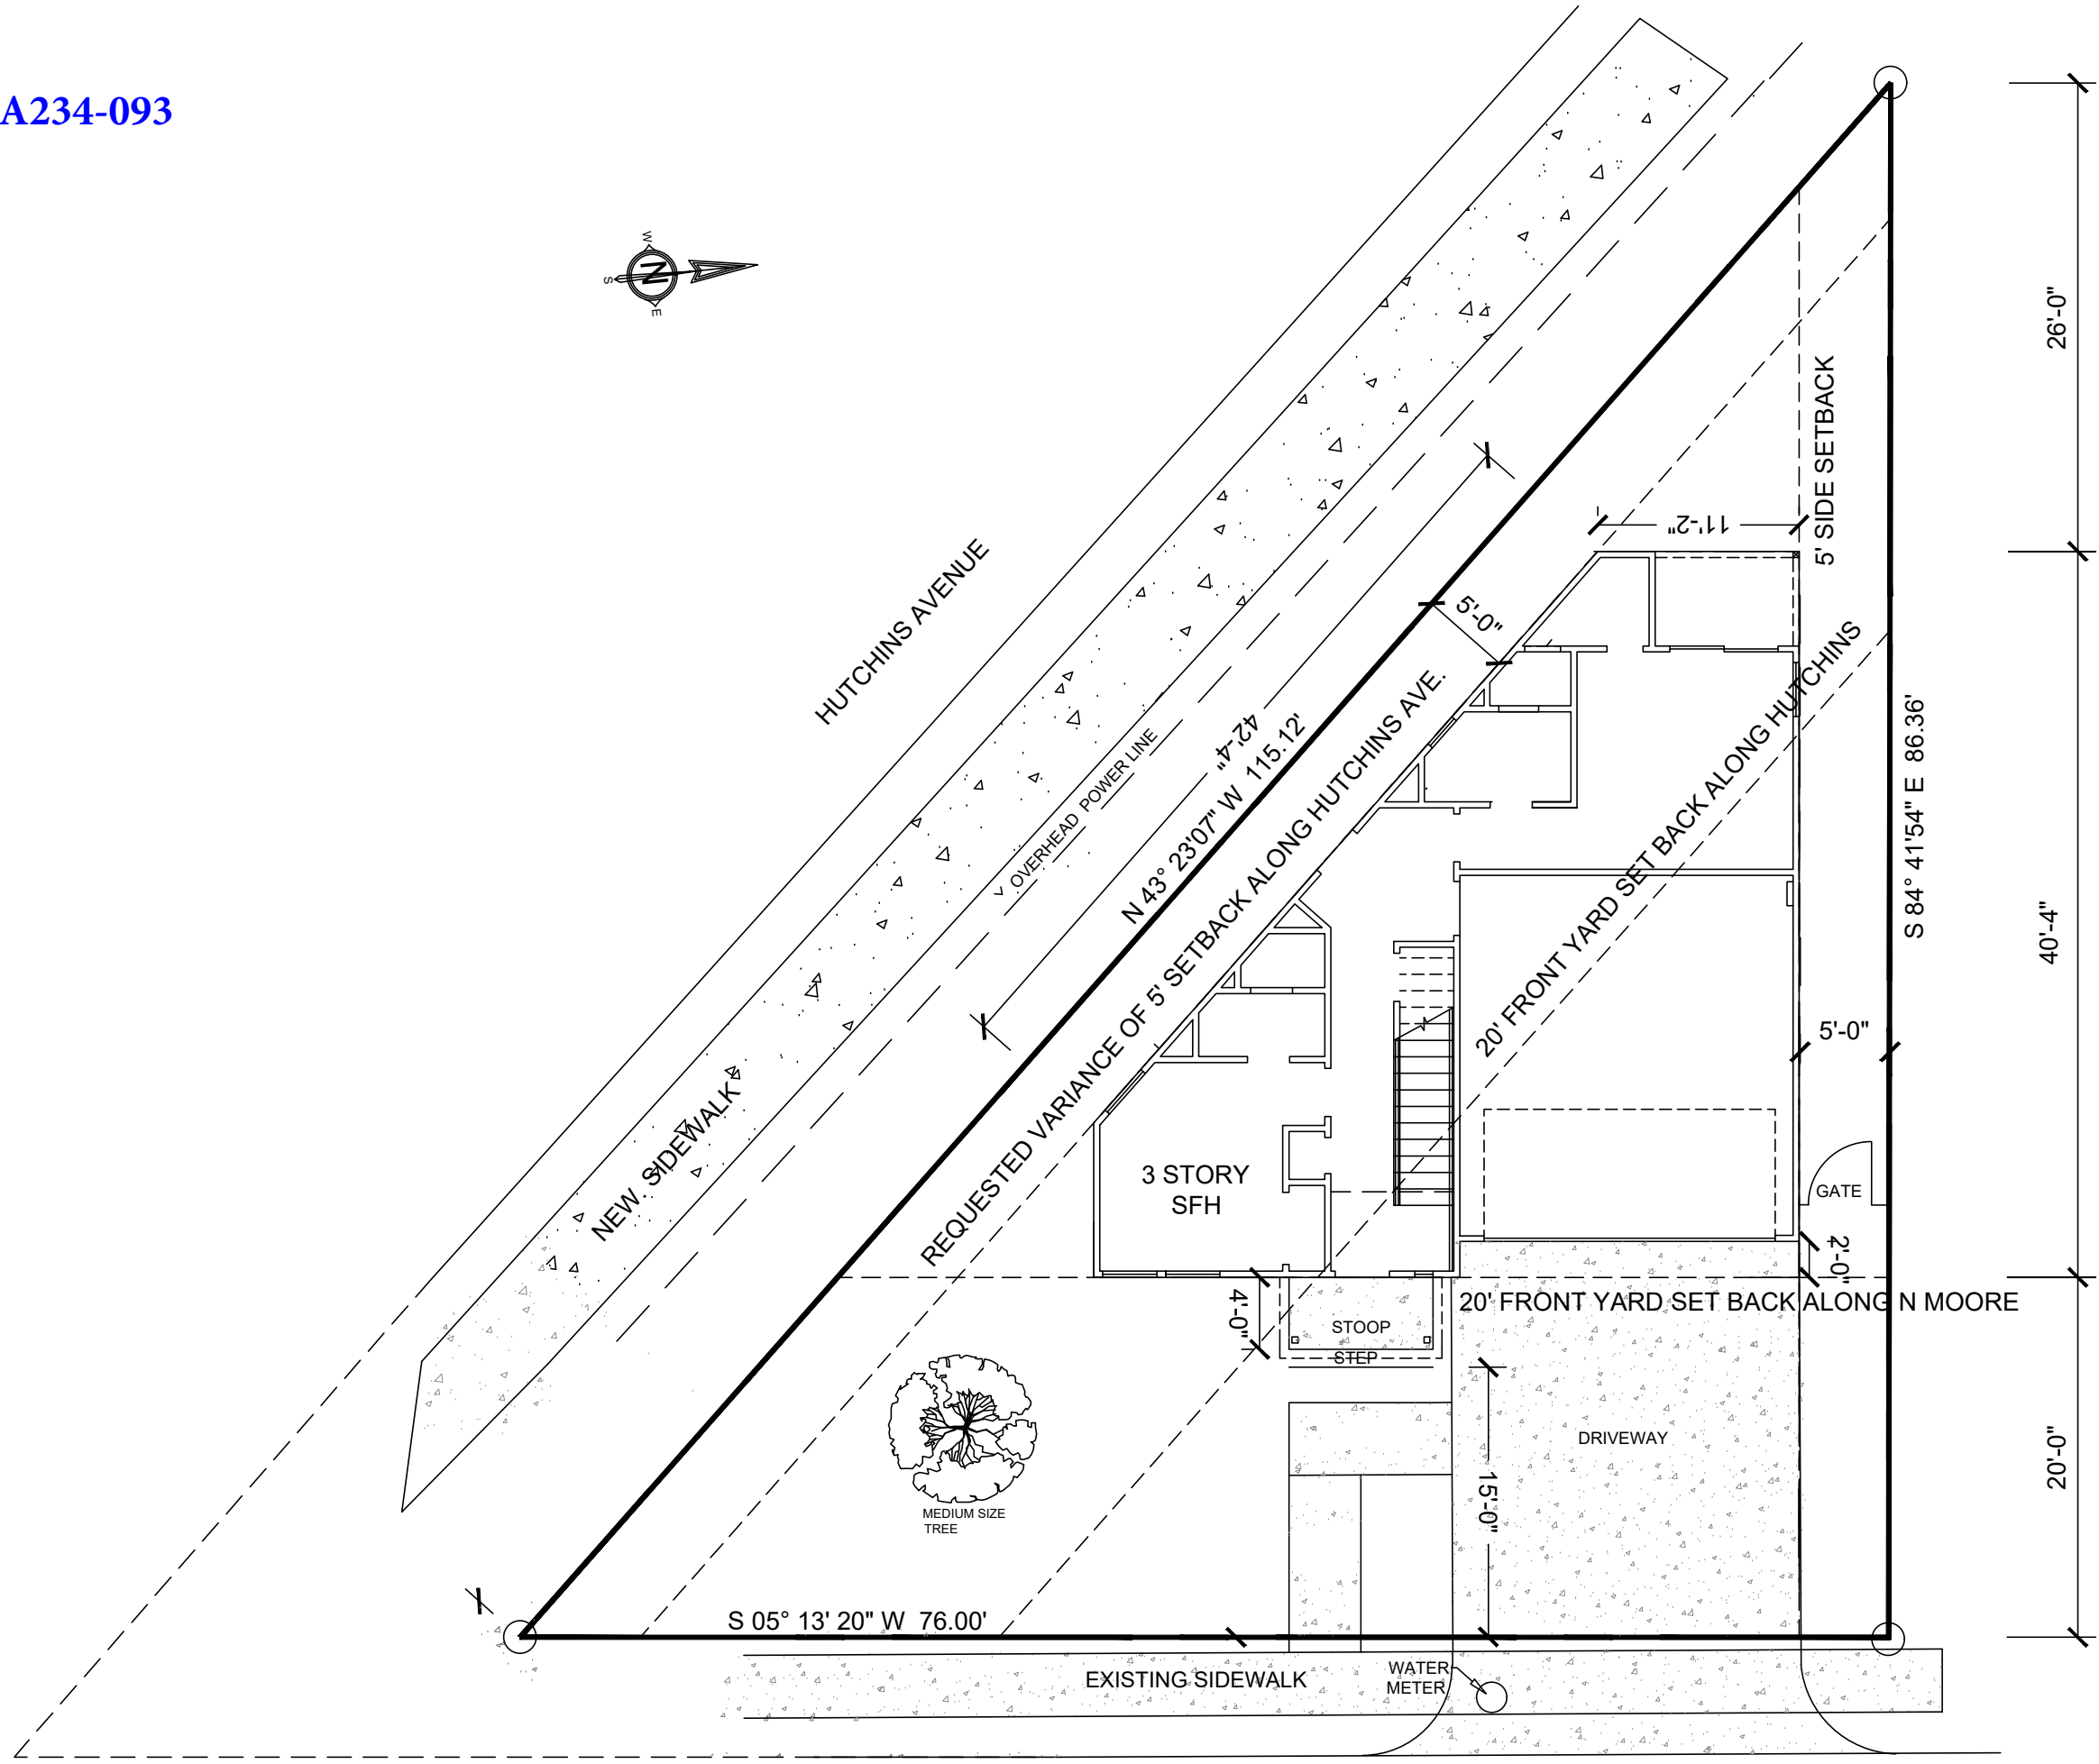 A234-093
W
N
S
E
26'-0"
5' SIDE SETBACK
11'-2"
HUTCHINS AVENUE
5'-0"
42'-4"
OVERHEAD POWER LINE
N 43° 23'07" W 115.12'
REQUESTED VARIANCE OF 5' SETBACK ALONG HUTCHINS AVE.
20' FRONT YARD SET BACK ALONG HUTCHINS
S 84° 41'54" E 86.36'
40'-4"
5'-0"
NEW. SIDEWALK
3 STORY
SFH
GATE
2'-0"
4'-0"
20' FRONT YARD SET BACK ALONG N MOORE
STOOP
STEP
DRIVEWAY
15'-0"
20'-0"
MEDIUM SIZE
TREE
S 05° 13' 20" W 76.00'
EXISTING SIDEWALK
WATER
METER